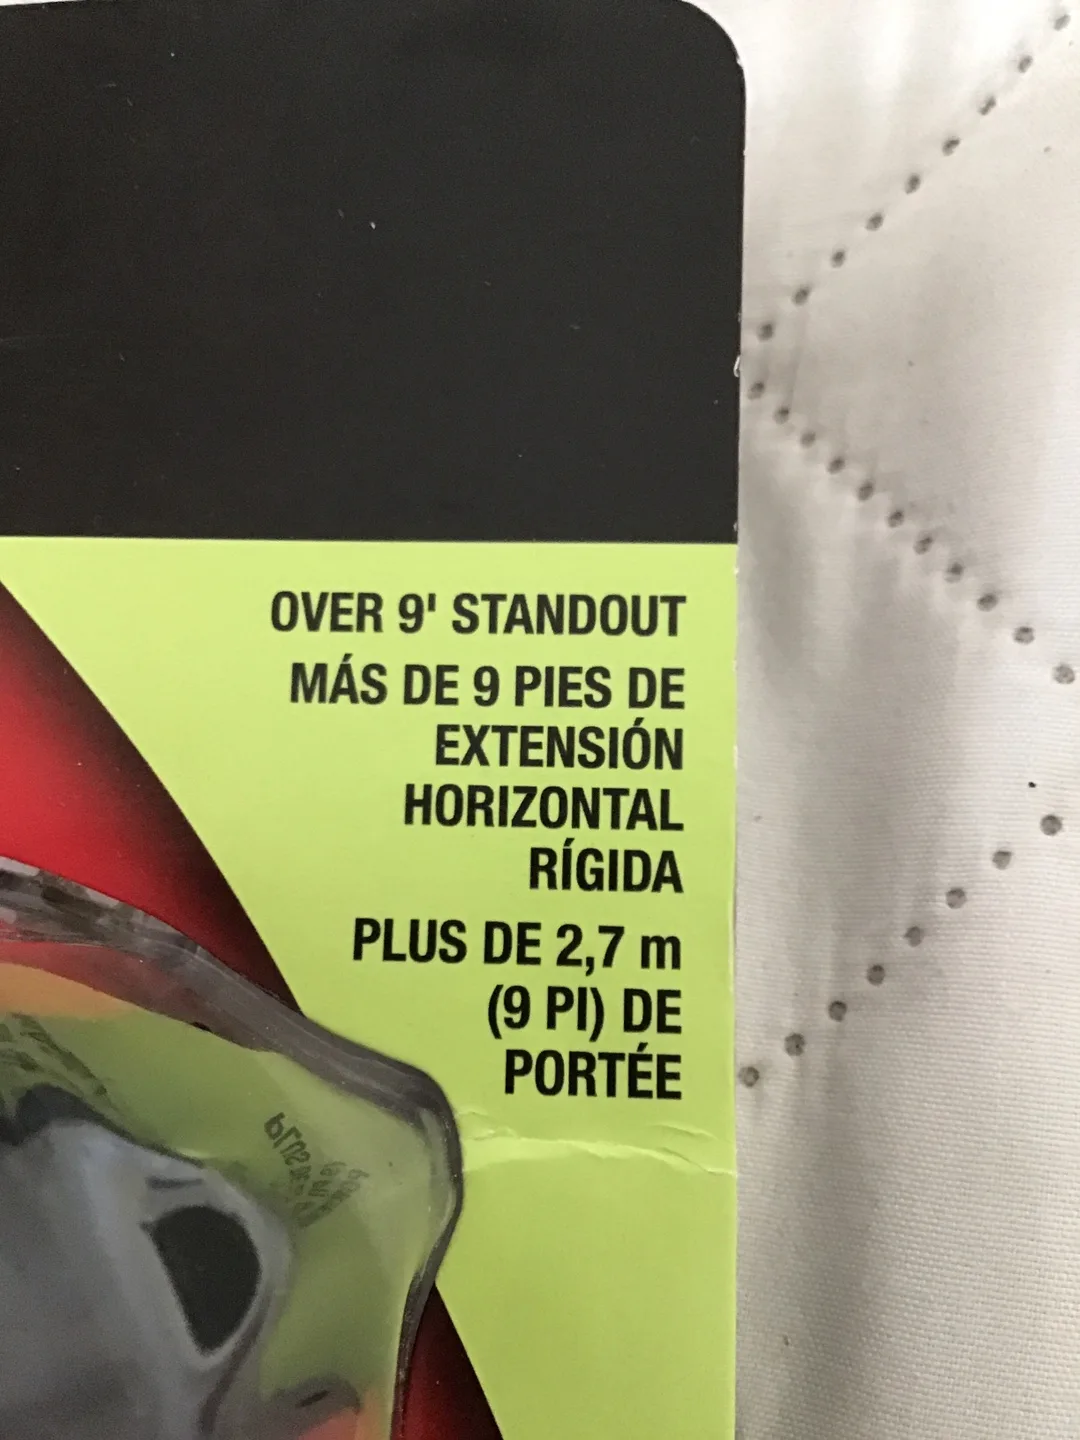 OVER 9' STANDOUT
MÁS DE 9 PIES DE
EXTENSIÓN
HORIZONTAL
RÍGIDA
PLUS DE 2,7 m
(9 PI) DE
PORTÉE